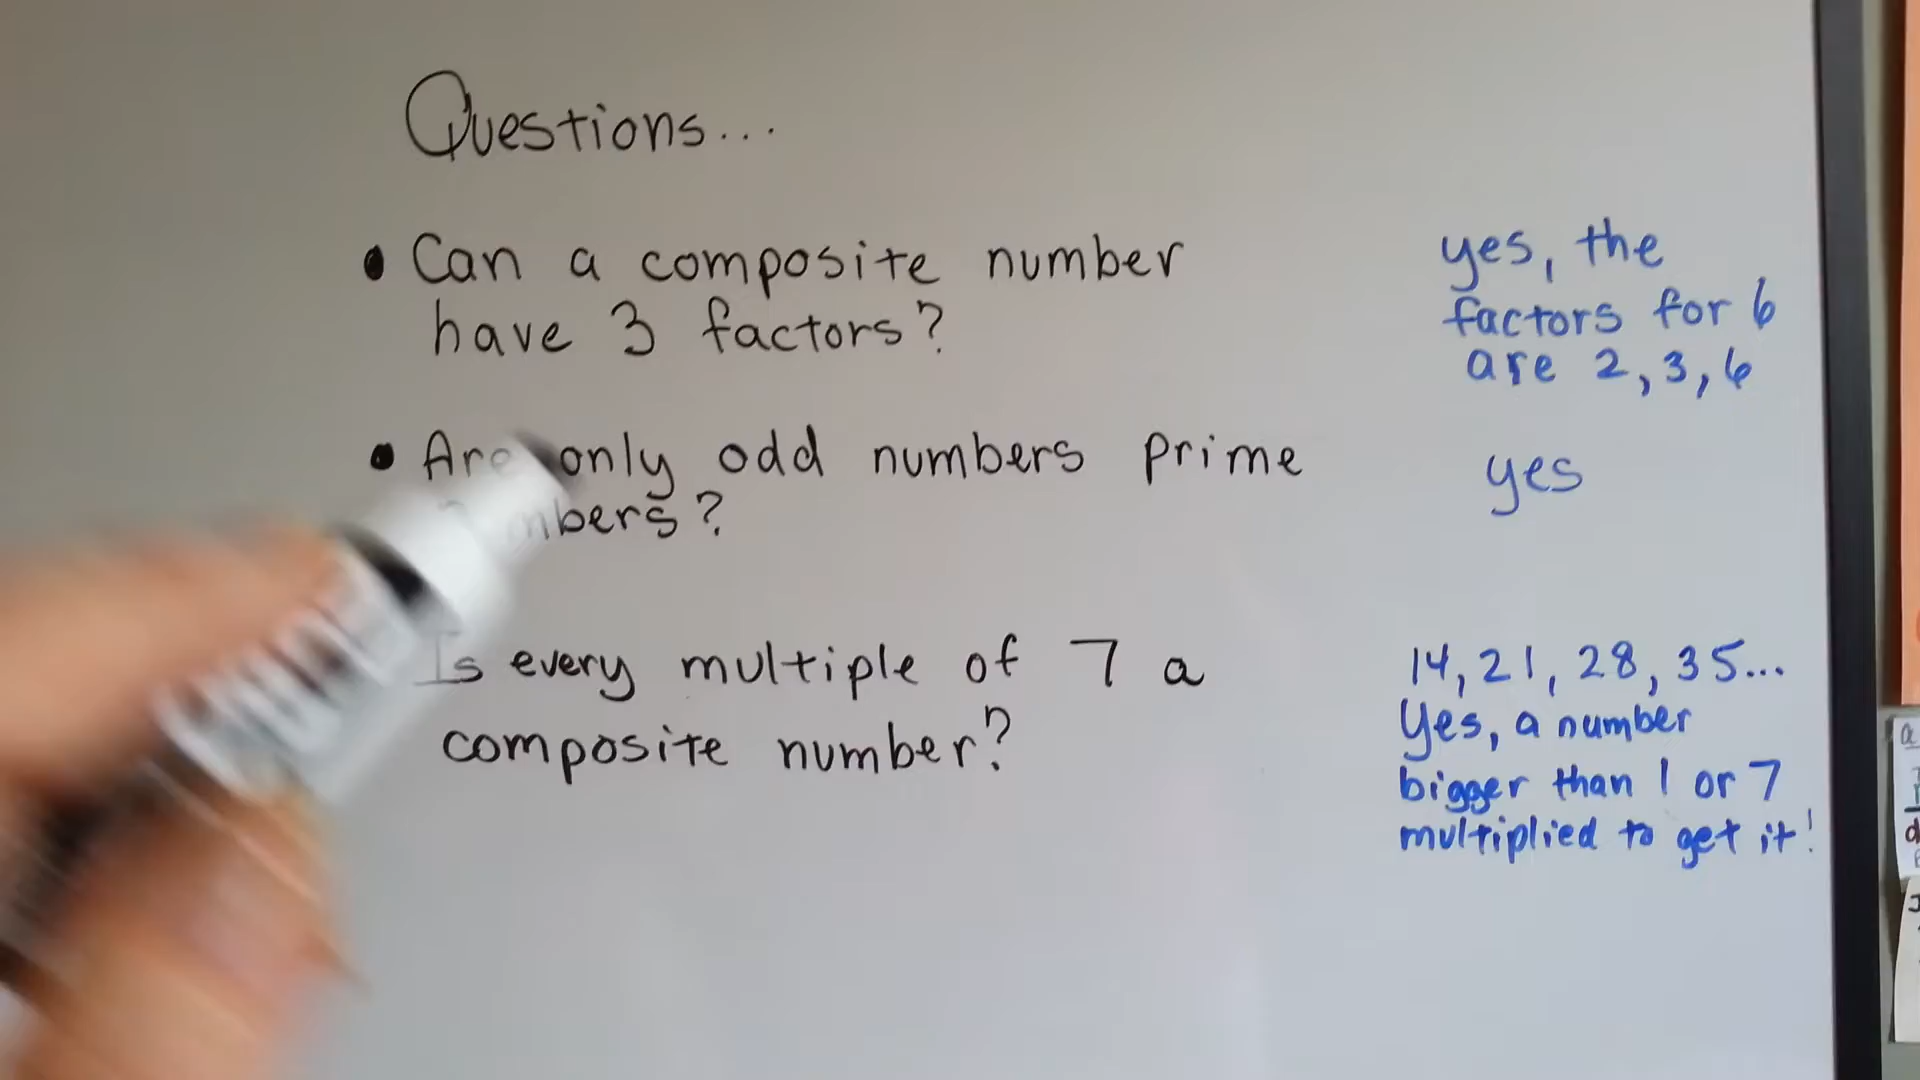 Questions...
• Can a composite number
have 3 factors?
yes, the
factors for 6
are 2, 3, 6
• Are only odd numbers prime
numbers?
yes
Is every multiple of 7 a
composite number?
14, 21, 28, 35...
Yes, a number
bigger than 1 or 7
multiplied to get it!